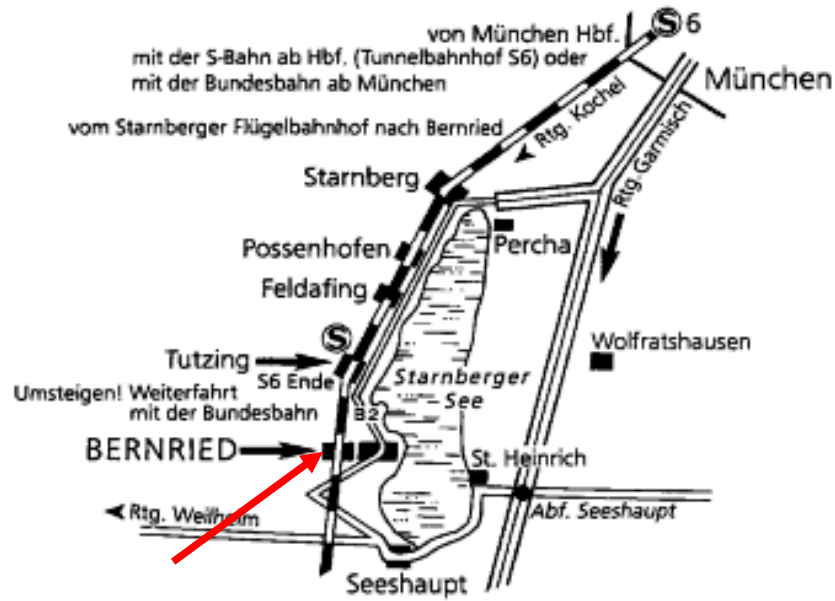 S 6
von München Hbf.
mit der S-Bahn ab Hbf. (Tunnelbahnhof S6) oder
mit der Bundesbahn ab München
München
Rtg. Kochel
Rtg. Garmisch
vom Starnberger Flügelbahnhof nach Bernried
Starnberg
Percha
Possenhofen
Feldafing
S
Wolfratshausen
Tutzing
S6 Ende
Starnberger
See
Umsteigen! Weiterfahrt
mit der Bundesbahn
B2
BERNRIED
St. Heinrich
Rtg. Weilheim
Abf. Seeshaupt
Seeshaupt